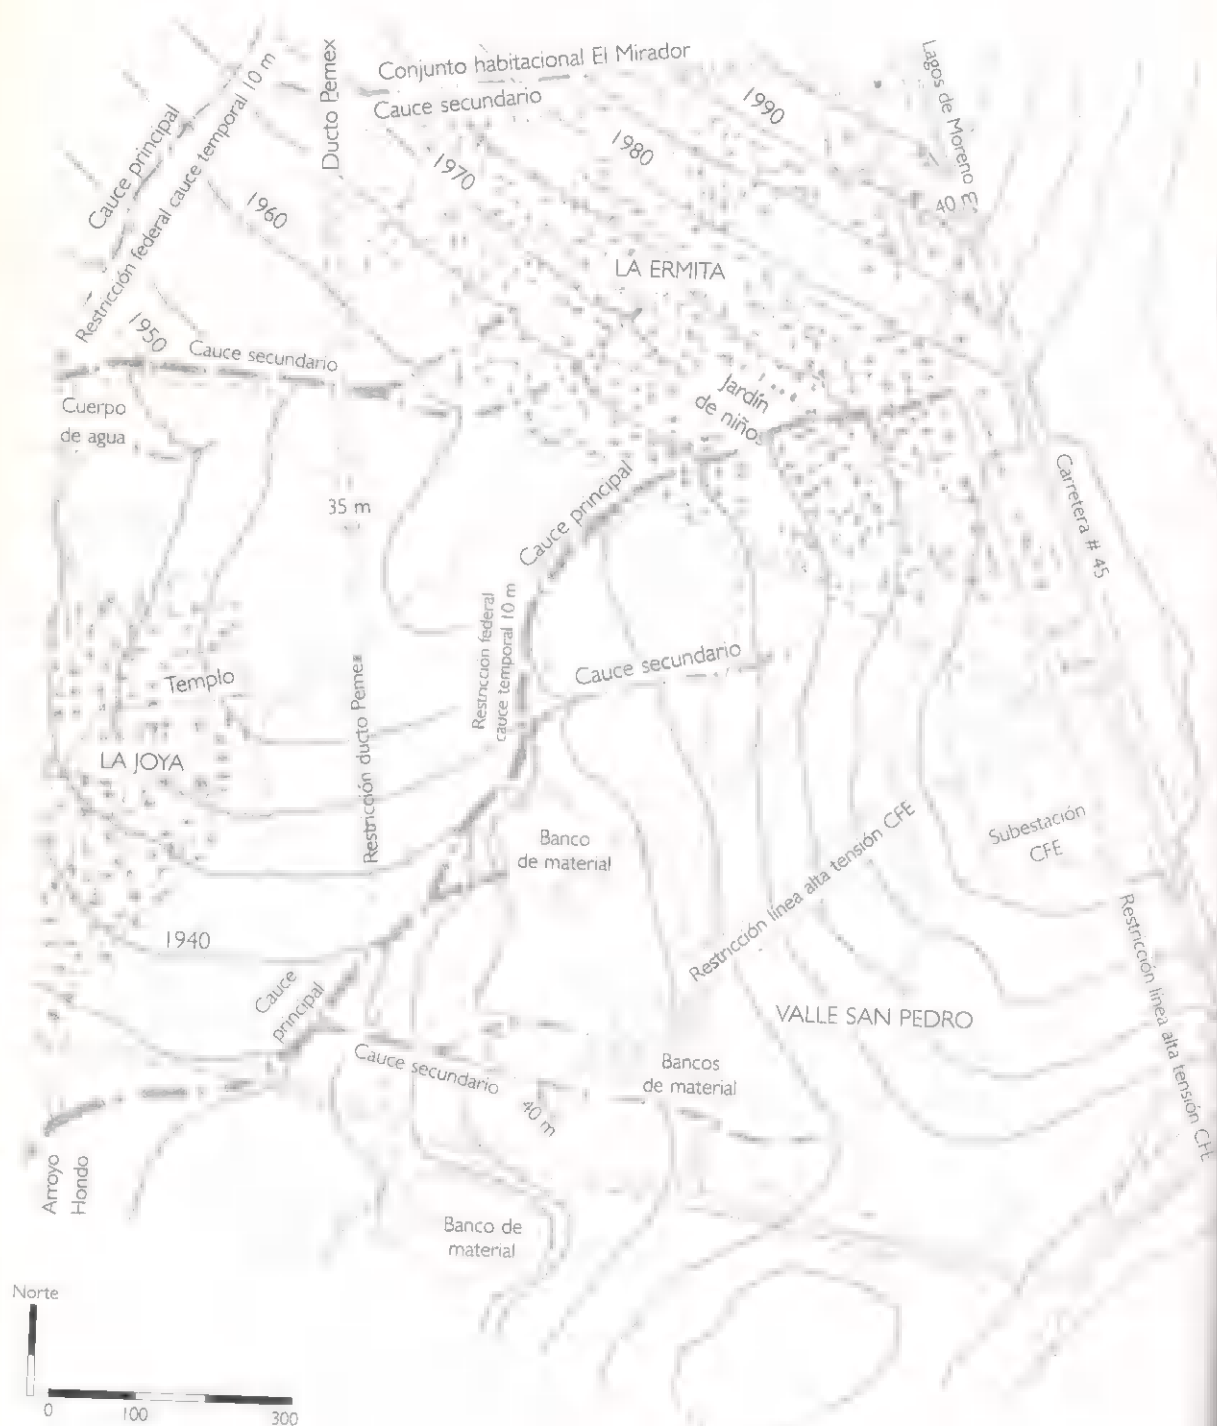 Conjunto habitacional El Mirador
Cauce secundario
Ducto Pemex
Cauce principal
Restricción federal cauce temporal 10 m
Lagos de Moreno
40 m
1990
1980
1970
1960
1950
LA ERMITA
Cauce secundario
Cuerpo
de agua
Jardín
de niños
35 m
Cauce principal
Carretera # 45
Restricción federal
cauce temporal 10 m
Cauce secundario
Templo
LA JOYA
Restricción ducto Pemex
Banco
de material
Restricción línea alta tensión CFE
Subestación
CFE
Restricción línea alta tensión CFE
1940
Cauce
principal
VALLE SAN PEDRO
Cauce secundario
Bancos
de material
40 m
Arroyo
Hondo
Banco de
material
Norte
0 100 300